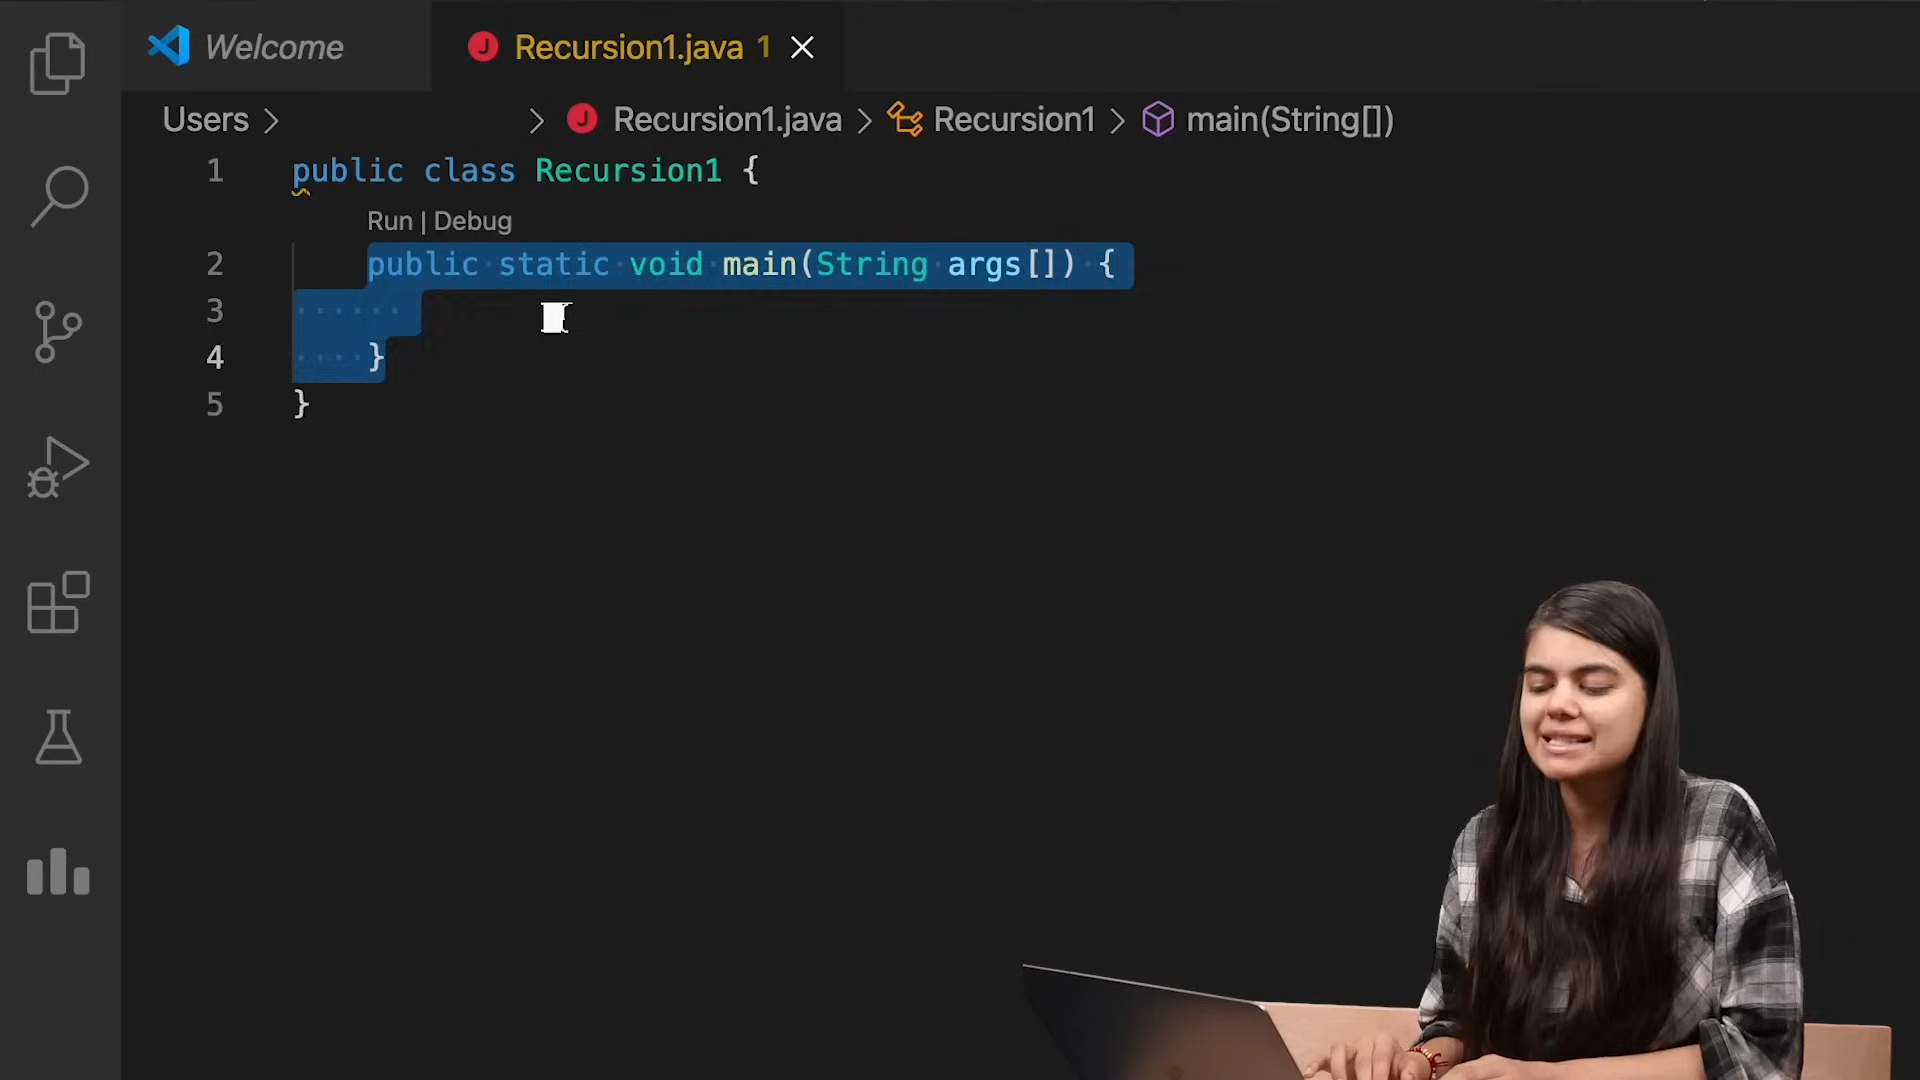 Welcome
Recursion1.java 1
Users > > Recursion1.java > Recursion1 > main(String[])
1 public class Recursion1 {
Run | Debug
2 public static void main(String args[]) {
3
4 }
5 }